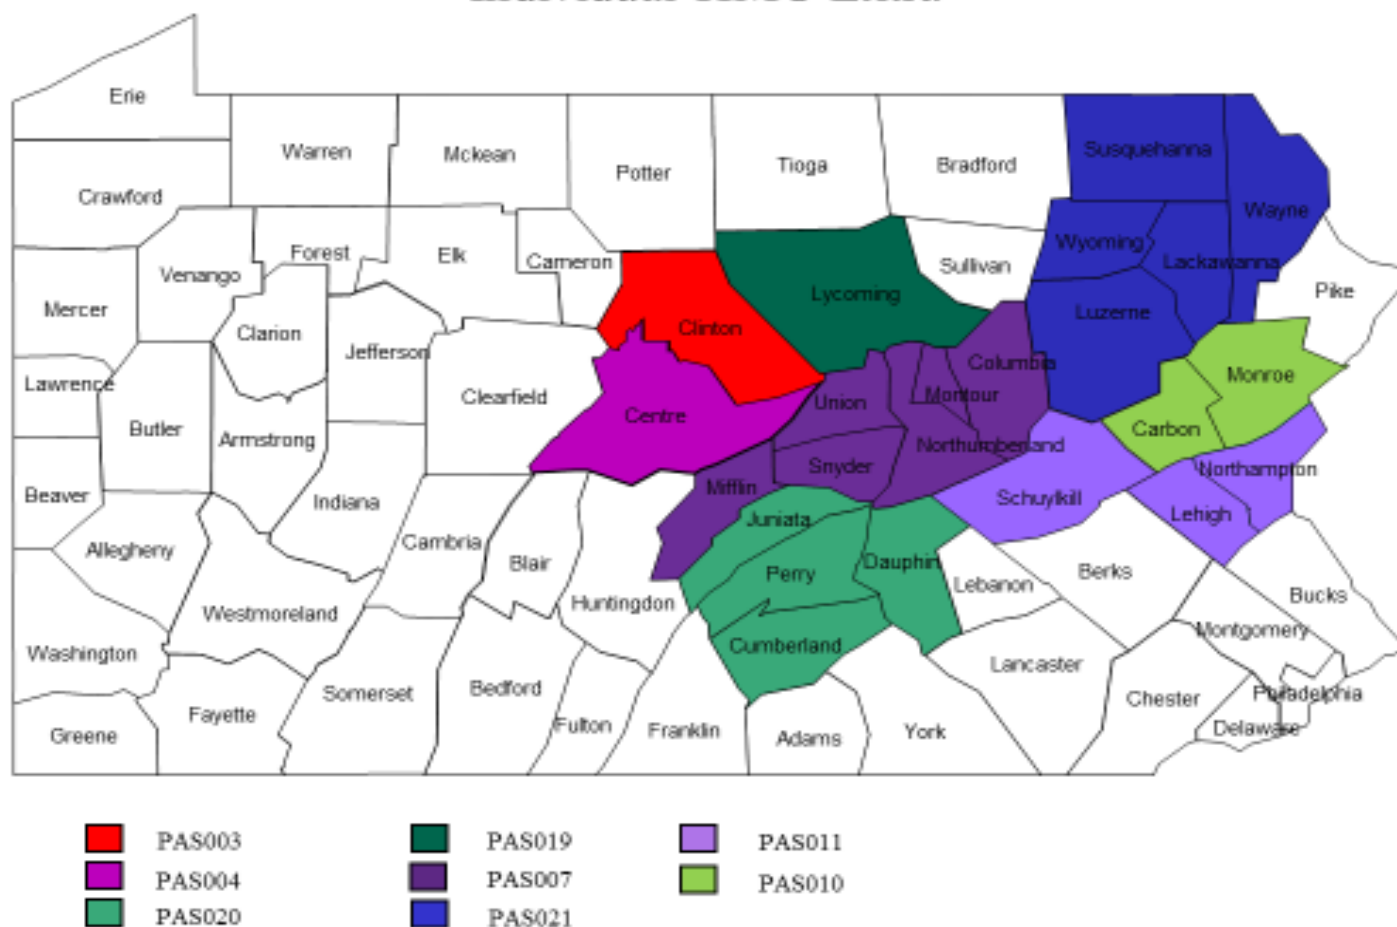 Erie
Warren
Mckean
Potter
Tioga
Bradford
Susquehanna
Crawford
Wayne
Forest
Elk
Cameron
Wyoming
Venango
Sullivan
Lackawanna
Mercer
Lycoming
Pike
Clarion
Clinton
Luzerne
Jefferson
Columbia
Lawrence
Monroe
Clearfield
Union
Montour
Butler
Centre
Carbon
Armstrong
Northumberland
Snyder
Northampton
Beaver
Mifflin
Indiana
Schuylkill
Lehigh
Juniata
Allegheny
Cambria
Blair
Perry
Dauphin
Lebanon
Berks
Bucks
Huntingdon
Westmoreland
Montgomery
Washington
Cumberland
Lancaster
Somerset
Bedford
Chester
Philadelphia
Greene
Fayette
Fulton
Franklin
Adams
York
Delaware
PAS003 PAS019 PAS011
PAS004 PAS007 PAS010
PAS020 PAS021